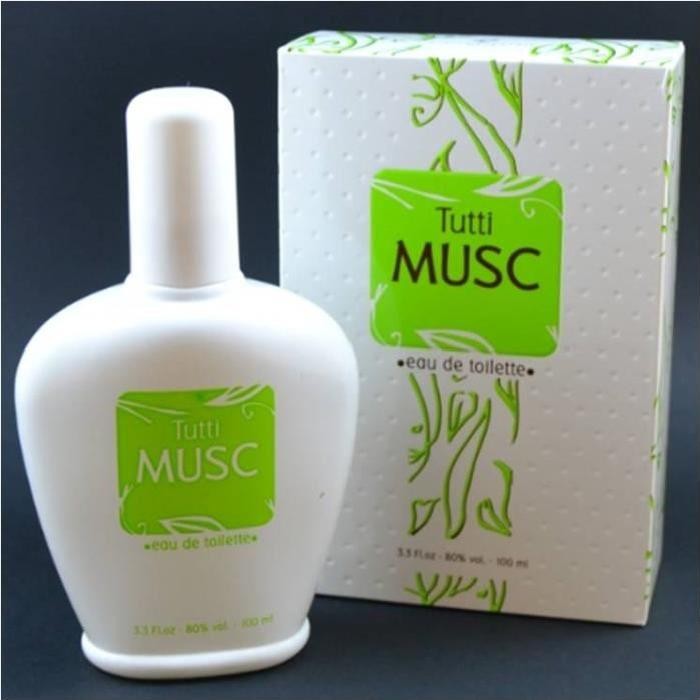 Tutti
MUSC
•eau de toilette•
3.3 Fl.oz - 80% vol. - 100 ml
Tutti
MUSC
•eau de toilette•
3.3 Fl.oz - 80% vol. - 100 ml